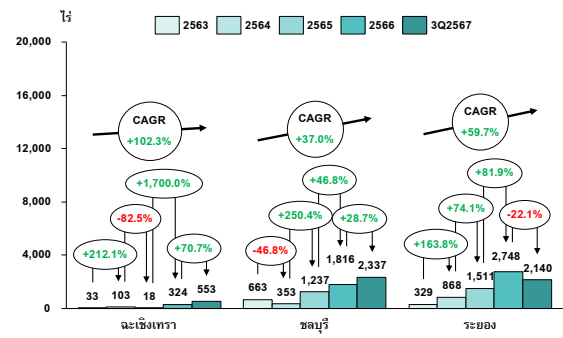 ไร่
2563 2564 2565 2566 3Q2567
20,000
16,000
12,000
8,000
4,000
0
CAGR
+102.3%
CAGR
+37.0%
CAGR
+59.7%
+212.1%
-82.5%
+1,700.0%
+70.7%
-46.8%
+250.4%
+46.8%
+28.7%
+163.8%
+74.1%
+81.9%
-22.1%
33 103 18 324 553
663 353 1,237 1,816 2,337
329 868 1,511 2,748 2,140
ฉะเชิงเทรา ชลบุรี ระยอง